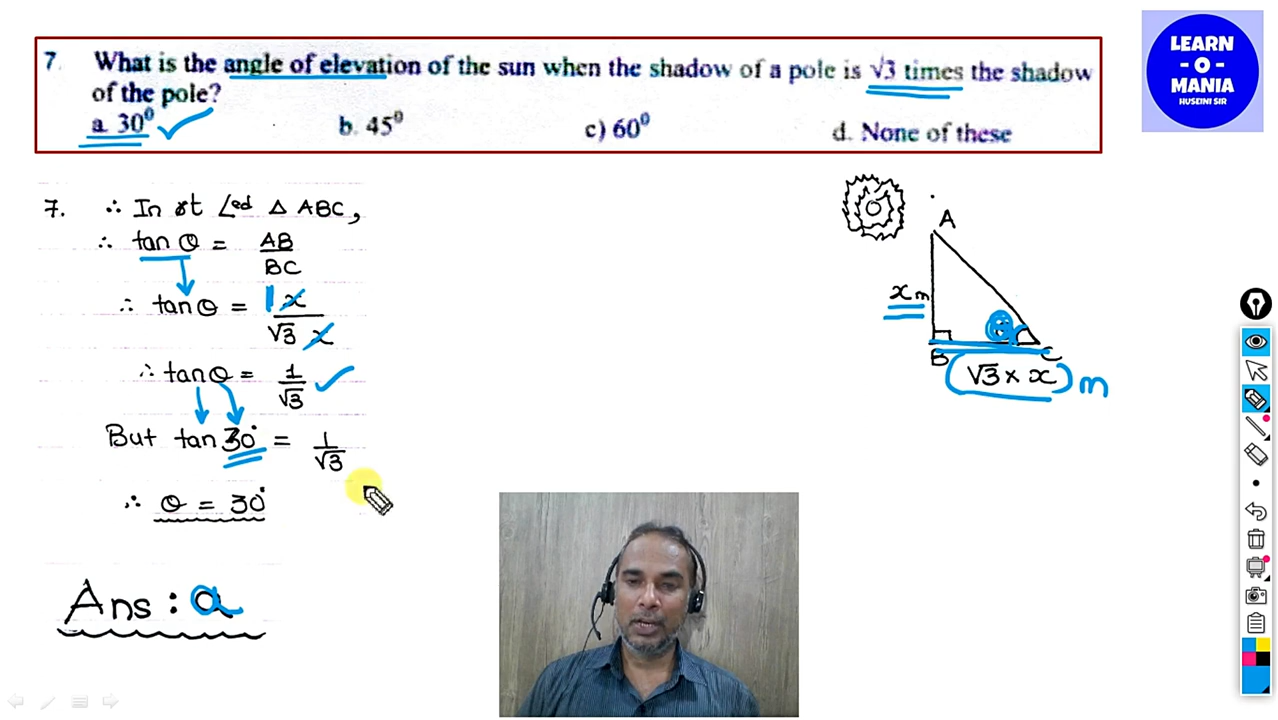 7. What is the angle of elevation of the sun when the shadow of a pole is √3 times the shadow
of the pole?
a. 30⁰ b. 45⁰ c) 60⁰ d. None of these
LEARN
- O -
MANIA
HUSEINI SIR
7. ∴ In rt ∠ed △ ABC,
∴ tan θ = AB/BC
∴ tan θ = 1 x/√3 x
∴ tan θ = 1/√3
But tan 30° = 1/√3
∴ θ = 30°
Ans : a
A
x m
θ
B C
(√3 × x) m